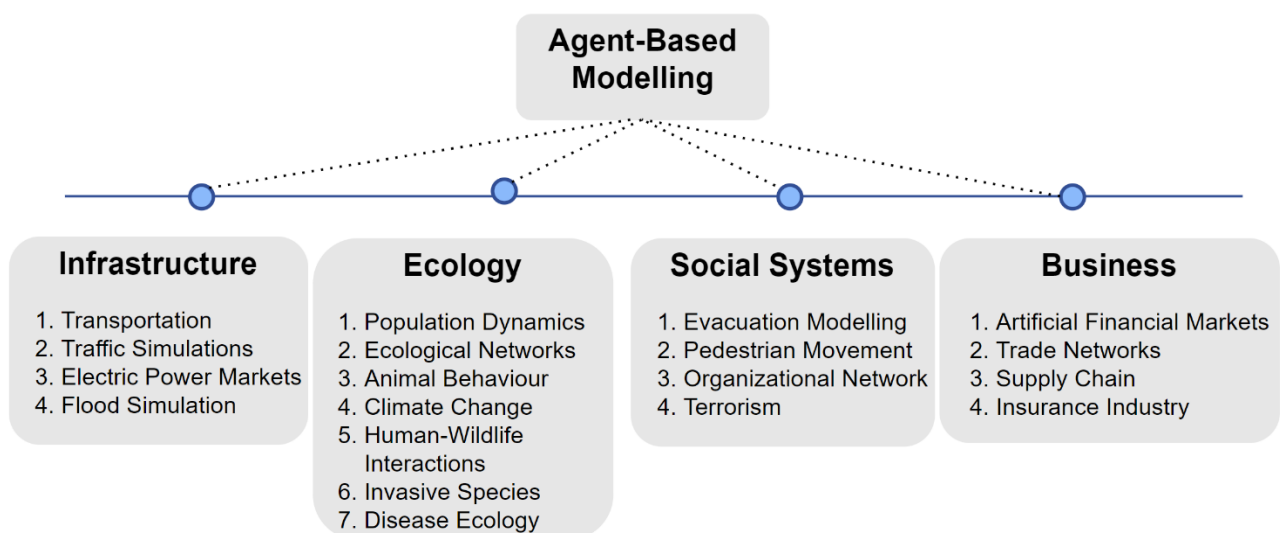 Agent-Based
Modelling
Infrastructure
1. Transportation
2. Traffic Simulations
3. Electric Power Markets
4. Flood Simulation
Ecology
1. Population Dynamics
2. Ecological Networks
3. Animal Behaviour
4. Climate Change
5. Human-Wildlife
Interactions
6. Invasive Species
7. Disease Ecology
Social Systems
1. Evacuation Modelling
2. Pedestrian Movement
3. Organizational Network
4. Terrorism
Business
1. Artificial Financial Markets
2. Trade Networks
3. Supply Chain
4. Insurance Industry